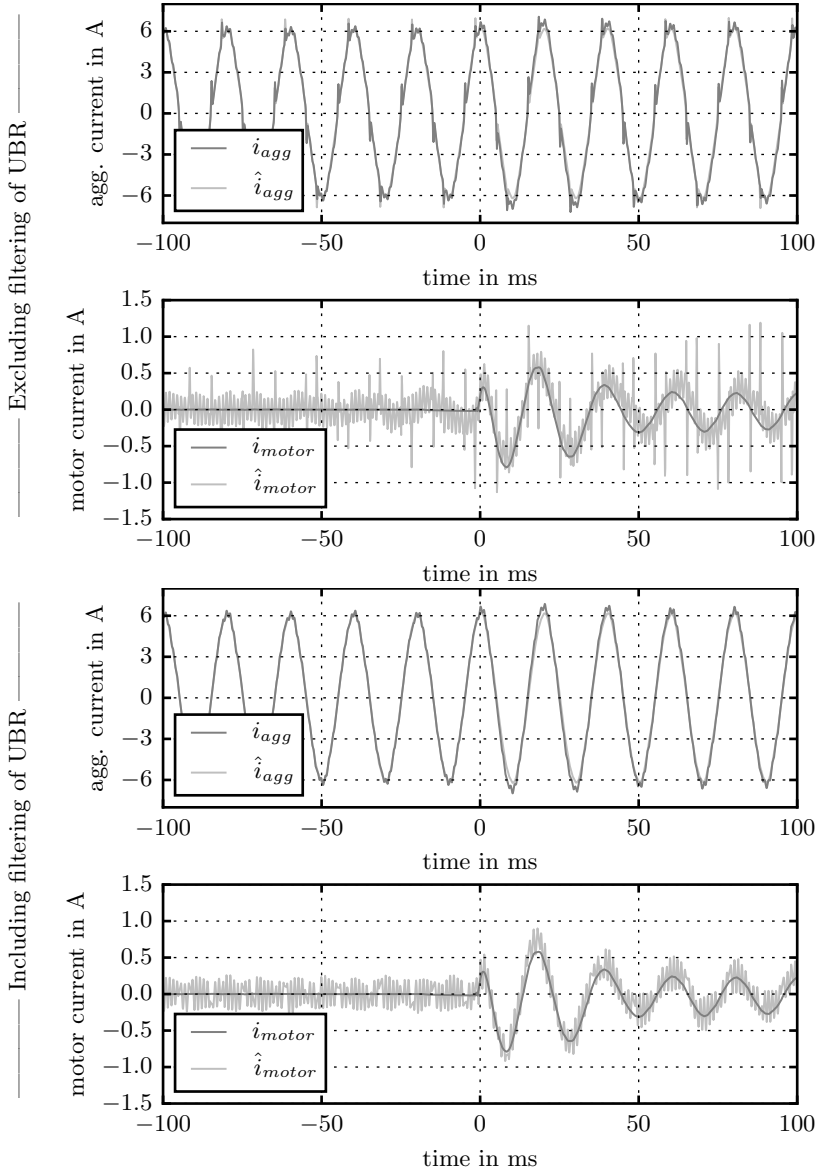 Excluding filtering of UBR
agg. current in A
6
3
0
−3
−6
i_agg
î_agg
−100
−50
0
50
100
time in ms
motor current in A
1.5
1.0
0.5
0.0
−0.5
−1.0
−1.5
i_motor
î_motor
−100
−50
0
50
100
time in ms
Including filtering of UBR
agg. current in A
6
3
0
−3
−6
i_agg
î_agg
−100
−50
0
50
100
time in ms
motor current in A
1.5
1.0
0.5
0.0
−0.5
−1.0
−1.5
i_motor
î_motor
−100
−50
0
50
100
time in ms